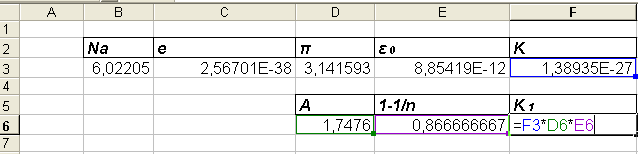 A B C D E F
1
2 Na e π ε₀ K
3 6,02205 2,56701E-38 3,141593 8,85419E-12 1,38935E-27
4
5 A 1-1/n K₁
6 1,7476 0,866666667 =F3*D6*E6
7